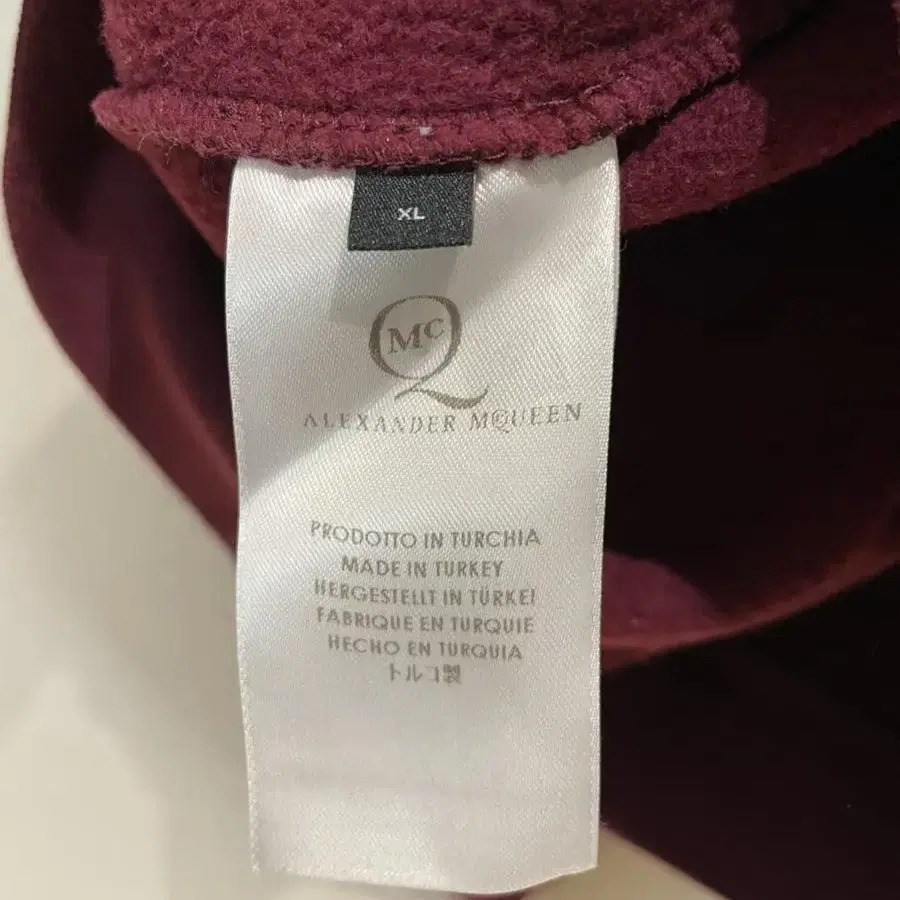 XL
McQ
ALEXANDER MCQUEEN
PRODOTTO IN TURCHIA
MADE IN TURKEY
HERGESTELLT IN TÜRKEI
FABRIQUE EN TURQUIE
HECHO EN TURQUIA
トルコ製